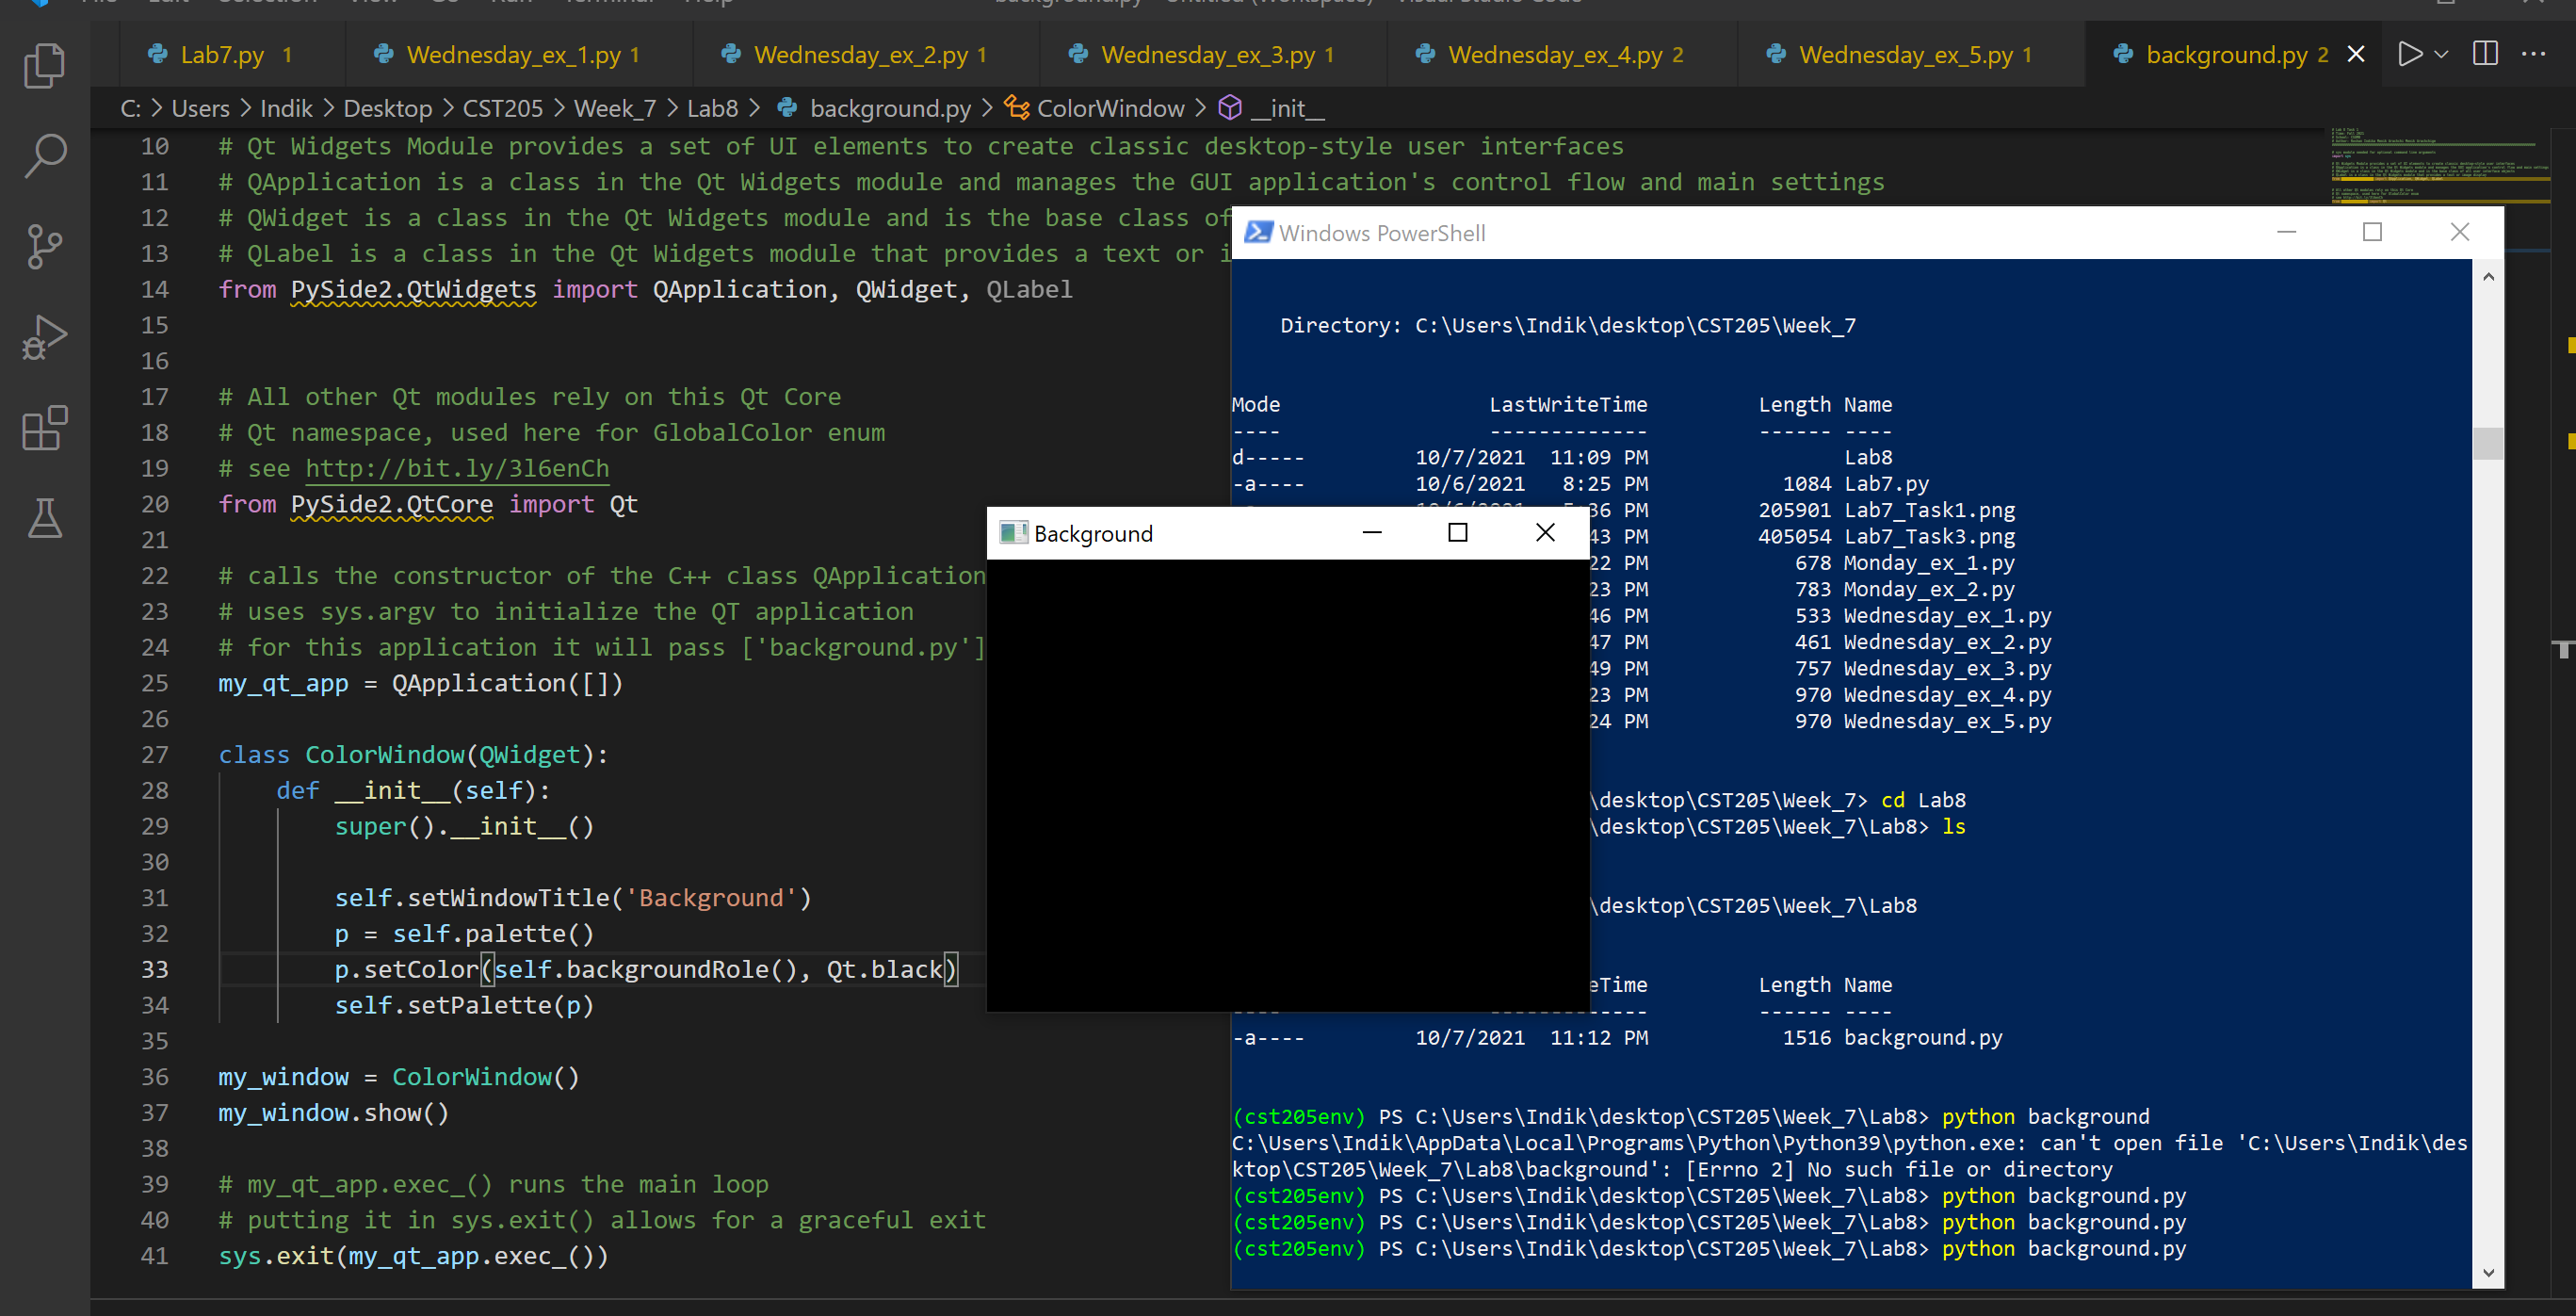 Lab7.py 1
Wednesday_ex_1.py 1
Wednesday_ex_2.py 1
Wednesday_ex_3.py 1
Wednesday_ex_4.py 2
Wednesday_ex_5.py 1
background.py 2
C: > Users > Indik > Desktop > CST205 > Week_7 > Lab8 > background.py > ColorWindow > __init__
10 # Qt Widgets Module provides a set of UI elements to create classic desktop-style user interfaces
11 # QApplication is a class in the Qt Widgets module and manages the GUI application's control flow and main settings
12 # QWidget is a class in the Qt Widgets module and is the base class of
13 # QLabel is a class in the Qt Widgets module that provides a text or
14 from PySide2.QtWidgets import QApplication, QWidget, QLabel
15
16
17 # All other Qt modules rely on this Qt Core
18 # Qt namespace, used here for GlobalColor enum
19 # see http://bit.ly/3l6enCh
20 from PySide2.QtCore import Qt
21
22 # calls the constructor of the C++ class QApplication
23 # uses sys.argv to initialize the QT application
24 # for this application it will pass ['background.py']
25 my_qt_app = QApplication([])
26
27 class ColorWindow(QWidget):
28 def __init__(self):
29 super().__init__()
30
31 self.setWindowTitle('Background')
32 p = self.palette()
33 p.setColor(self.backgroundRole(), Qt.black)
34 self.setPalette(p)
35
36 my_window = ColorWindow()
37 my_window.show()
38
39 # my_qt_app.exec_() runs the main loop
40 # putting it in sys.exit() allows for a graceful exit
41 sys.exit(my_qt_app.exec_())
Background
Windows PowerShell
Directory: C:\Users\Indik\desktop\CST205\Week_7
Mode LastWriteTime Length Name
---- ------------- ------ ----
d----- 10/7/2021 11:09 PM Lab8
-a---- 10/6/2021 8:25 PM 1084 Lab7.py
36 PM 205901 Lab7_Task1.png
43 PM 405054 Lab7_Task3.png
22 PM 678 Monday_ex_1.py
23 PM 783 Monday_ex_2.py
46 PM 533 Wednesday_ex_1.py
47 PM 461 Wednesday_ex_2.py
49 PM 757 Wednesday_ex_3.py
23 PM 970 Wednesday_ex_4.py
24 PM 970 Wednesday_ex_5.py
\desktop\CST205\Week_7> cd Lab8
\desktop\CST205\Week_7\Lab8> ls
\desktop\CST205\Week_7\Lab8
eTime Length Name
---- ------------- ------ ----
-a---- 10/7/2021 11:12 PM 1516 background.py
(cst205env) PS C:\Users\Indik\desktop\CST205\Week_7\Lab8> python background
C:\Users\Indik\AppData\Local\Programs\Python\Python39\python.exe: can't open file 'C:\Users\Indik\des
ktop\CST205\Week_7\Lab8\background': [Errno 2] No such file or directory
(cst205env) PS C:\Users\Indik\desktop\CST205\Week_7\Lab8> python background.py
(cst205env) PS C:\Users\Indik\desktop\CST205\Week_7\Lab8> python background.py
(cst205env) PS C:\Users\Indik\desktop\CST205\Week_7\Lab8> python background.py